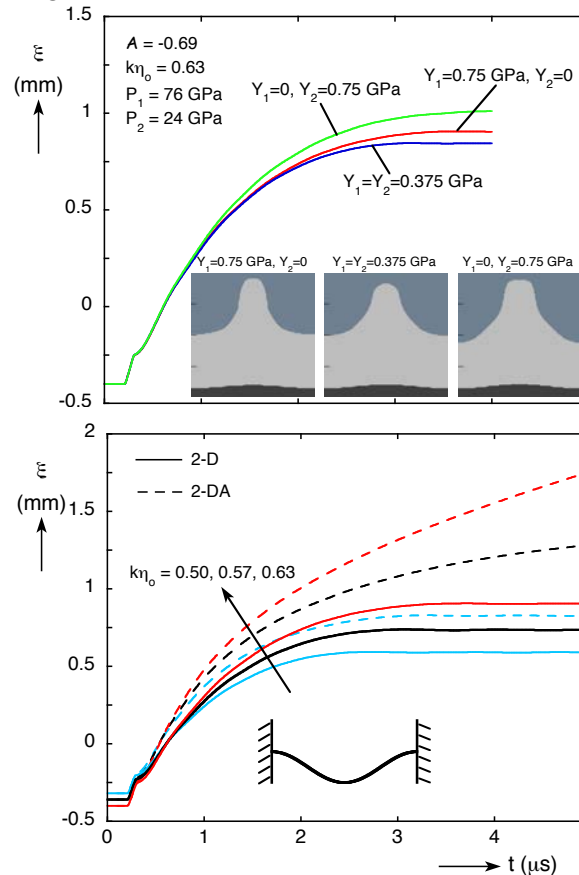 A = -0.69
kηₒ = 0.63
P₁ = 76 GPa
P₂ = 24 GPa
Y₁=0.75 GPa, Y₂=0
Y₁=0, Y₂=0.75 GPa
Y₁=Y₂=0.375 GPa
ξ
(mm)
1
0.5
0
-0.5
Y₁=0.75 GPa, Y₂=0
Y₁=Y₂=0.375 GPa
Y₁=0, Y₂=0.75 GPa
2
ξ
(mm)
1.5
1
0.5
0
-0.5
2-D
2-DA
kηₒ = 0.50, 0.57, 0.63
0 1 2 3 4
t (μs)